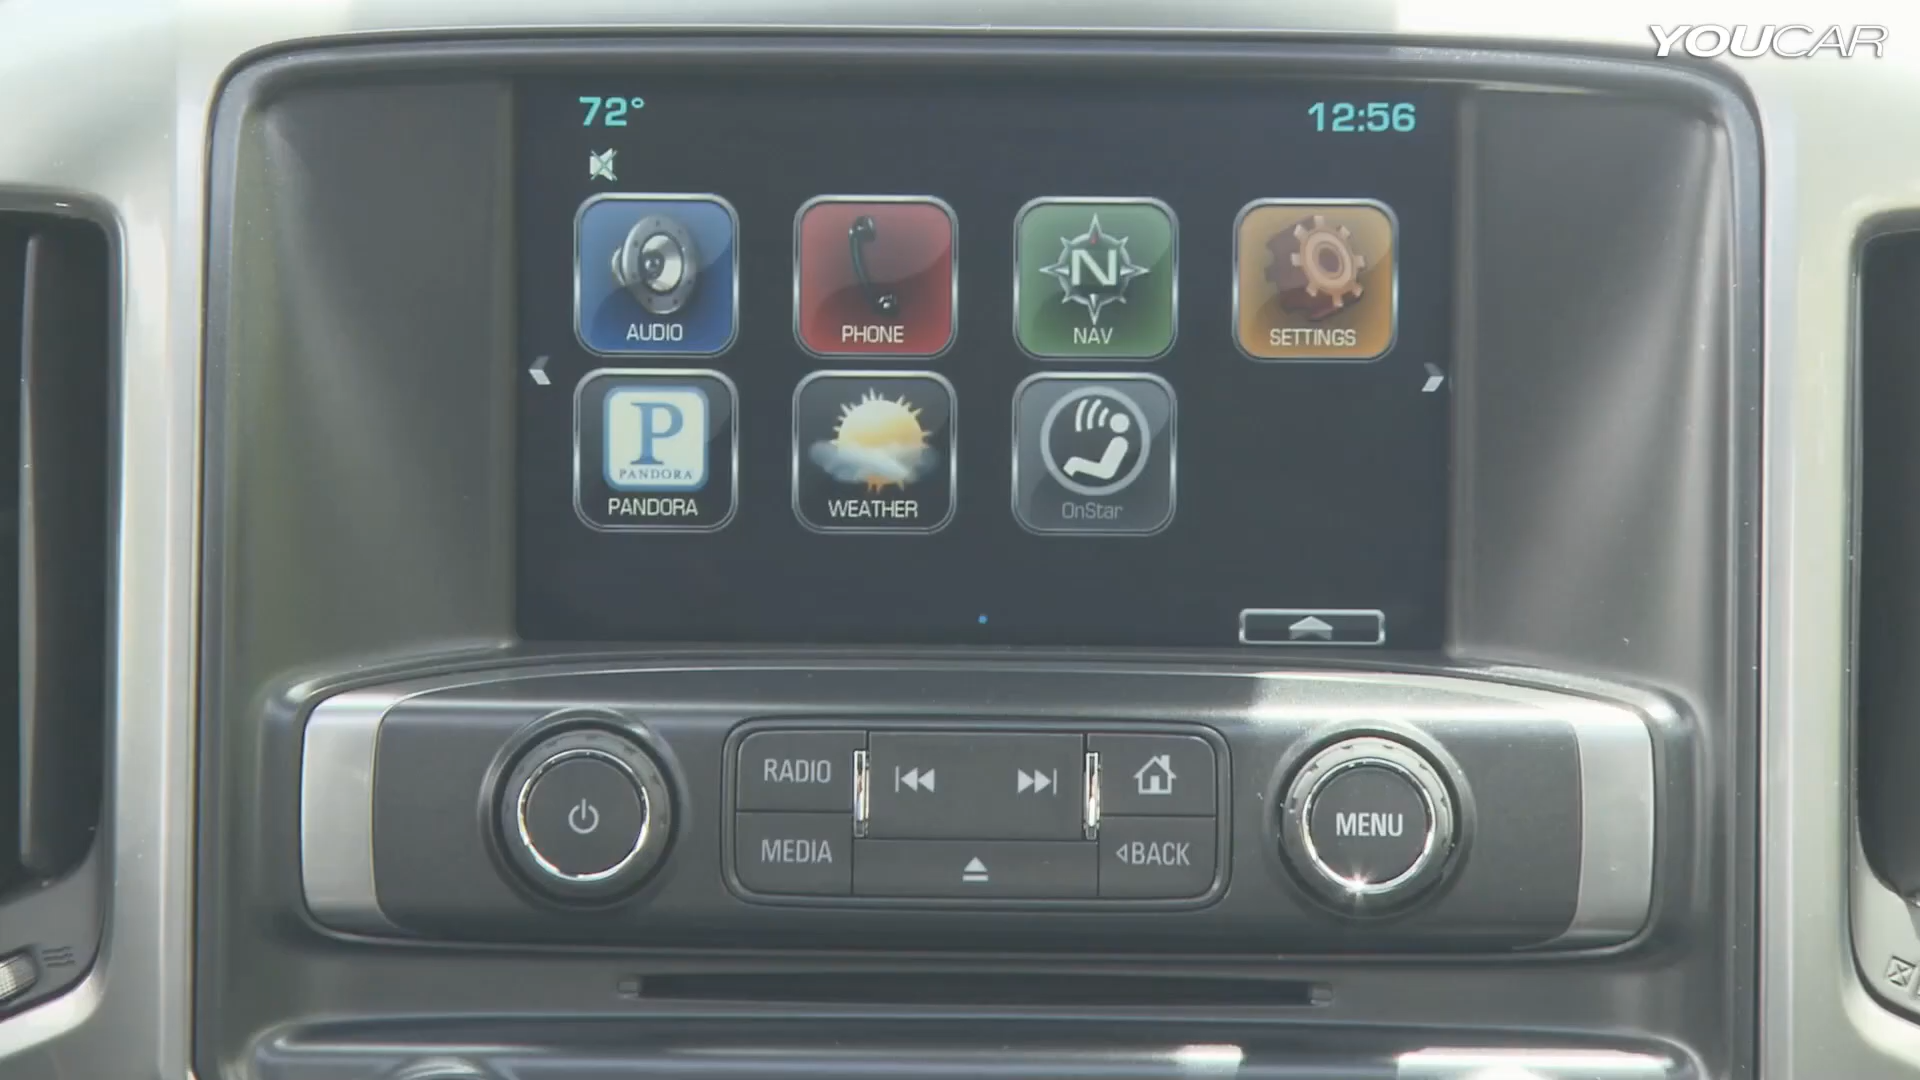 YOUCAR
72° 12:56
AUDIO PHONE N NAV SETTINGS
P PANDORA
PANDORA WEATHER OnStar
RADIO
MEDIA BACK
MENU